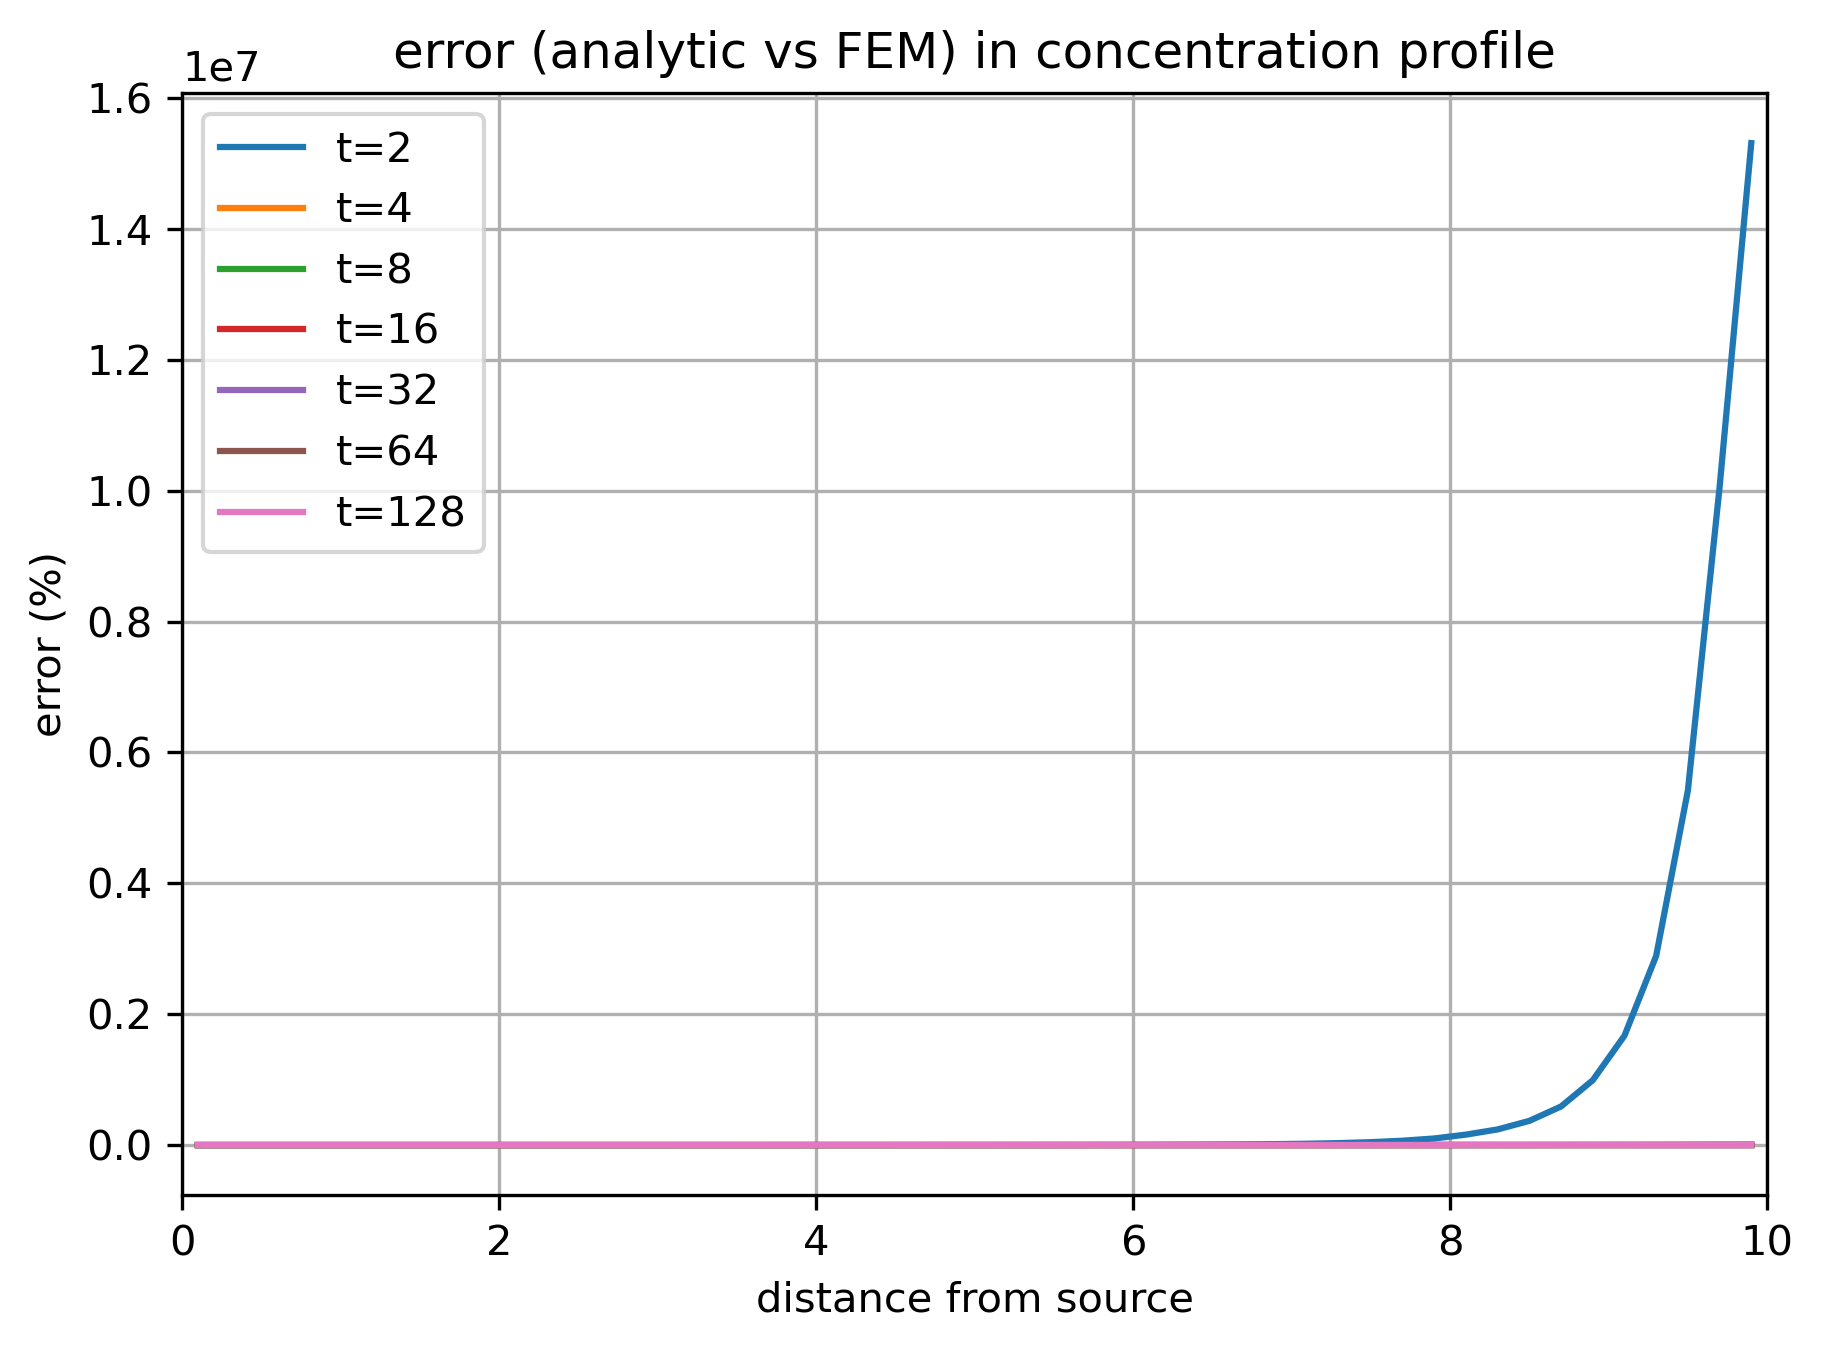 error (analytic vs FEM) in concentration profile
1e7
1.6
1.4
1.2
1.0
0.8
0.6
0.4
0.2
0.0
error (%)
t=2
t=4
t=8
t=16
t=32
t=64
t=128
0 2 4 6 8 10
distance from source